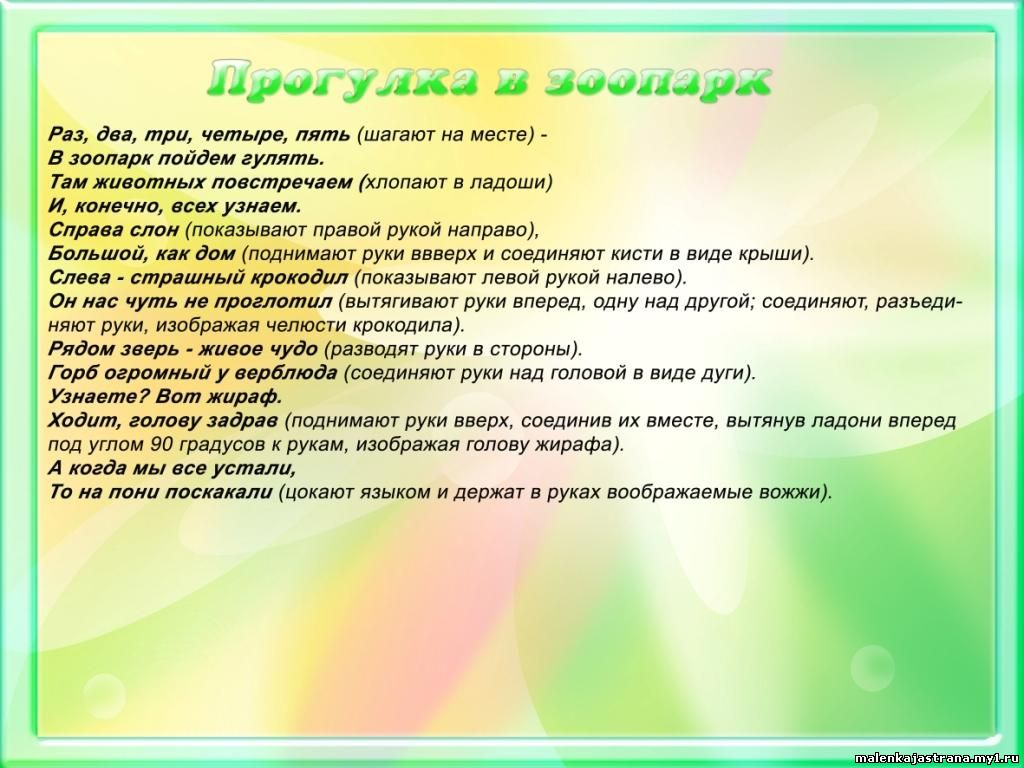 Прогулка в зоопарк
Раз, два, три, четыре, пять (шагают на месте) -
В зоопарк пойдем гулять.
Там животных повстречаем (хлопают в ладоши)
И, конечно, всех узнаем.
Справа слон (показывают правой рукой направо),
Большой, как дом (поднимают руки ввверх и соединяют кисти в виде крыши).
Слева - страшный крокодил (показывают левой рукой налево).
Он нас чуть не проглотил (вытягивают руки вперед, одну над другой; соединяют, разъеди-
няют руки, изображая челюсти крокодила).
Рядом зверь - живое чудо (разводят руки в стороны).
Горб огромный у верблюда (соединяют руки над головой в виде дуги).
Узнаете? Вот жираф.
Ходит, голову задрав (поднимают руки вверх, соединив их вместе, вытянув ладони вперед
под углом 90 градусов к рукам, изображая голову жирафа).
А когда мы все устали,
То на пони поскакали (цокают языком и держат в руках воображаемые вожжи).
malenkajastrana.my1.ru